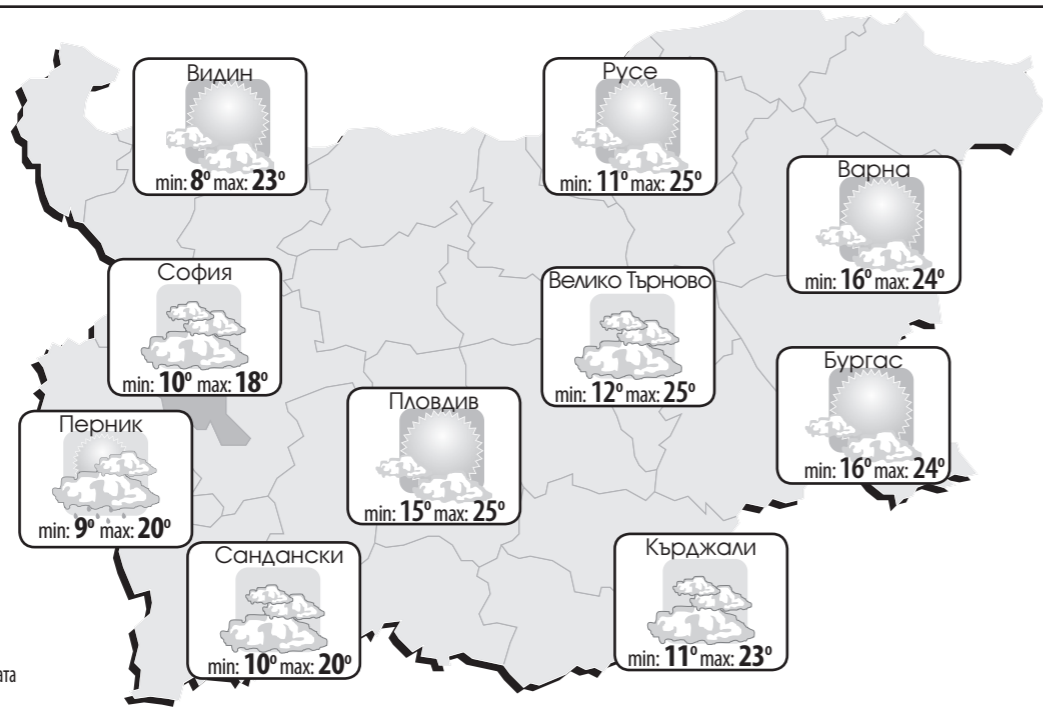 Видин
min: 8° max: 23°
Русе
min: 11° max: 25°
Варна
min: 16° max: 24°
София
min: 10° max: 18°
Велико Търново
min: 12° max: 25°
Бургас
min: 16° max: 24°
Пловдив
min: 15° max: 25°
Перник
min: 9° max: 20°
Сандански
min: 10° max: 20°
Кърджали
min: 11° max: 23°
ата